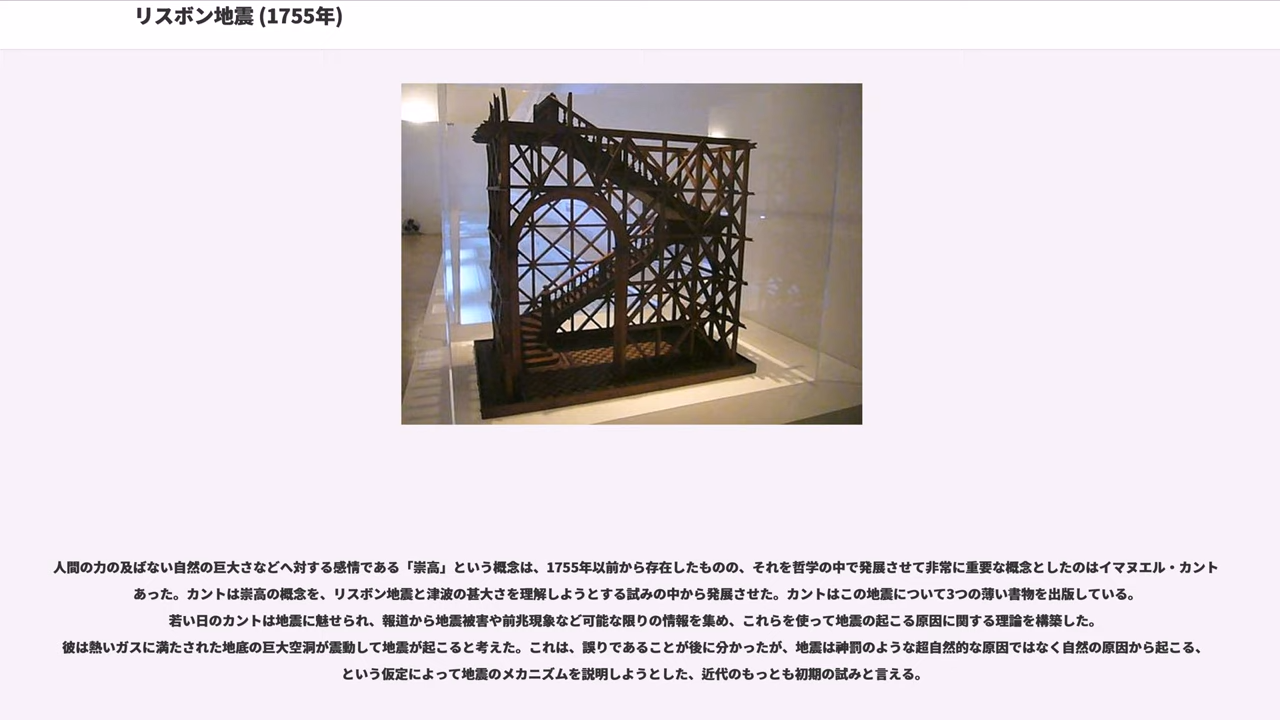 リスボン地震 (1755年)
人間の力の及ばない自然の巨大さなどへ対する感情である「崇高」という概念は、1755年以前から存在したものの、それを哲学の中で発展させて非常に重要な概念としたのはイマヌエル・カント
あった。カントは崇高の概念を、リスボン地震と津波の甚大さを理解しようとする試みの中から発展させた。カントはこの地震について3つの薄い書物を出版している。
若い日のカントは地震に魅せられ、報道から地震被害や前兆現象など可能な限りの情報を集め、これらを使って地震の起こる原因に関する理論を構築した。
彼は熱いガスに満たされた地底の巨大空洞が震動して地震が起こると考えた。これは、誤りであることが後に分かったが、地震は神罰のような超自然的な原因ではなく自然の原因から起こる、
という仮定によって地震のメカニズムを説明しようとした、近代のもっとも初期の試みと言える。